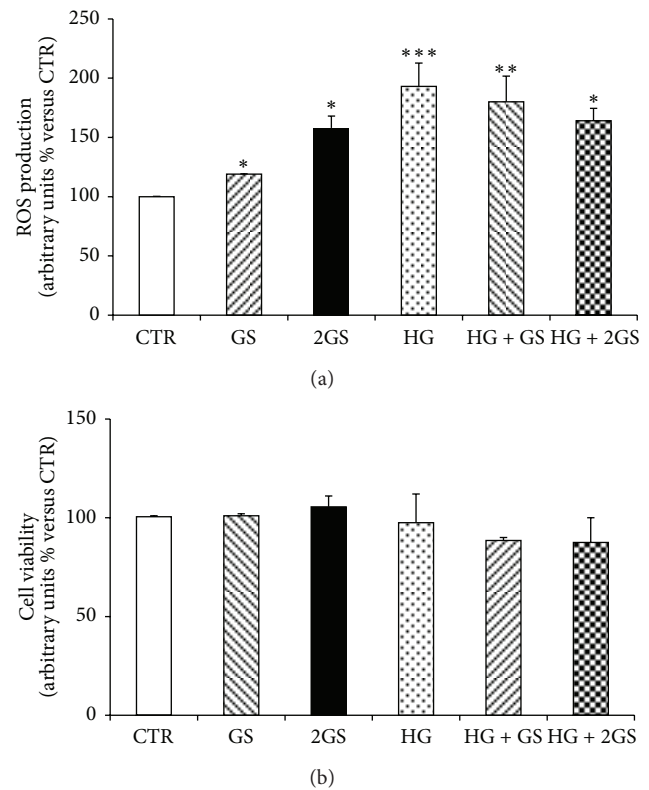 250
200
150
100
50
0
ROS production
(arbitrary units % versus CTR)
*
*
***
**
*
CTR
GS
2GS
HG
HG + GS
HG + 2GS
(a)
150
100
50
0
Cell viability
(arbitrary units % versus CTR)
CTR
GS
2GS
HG
HG + GS
HG + 2GS
(b)